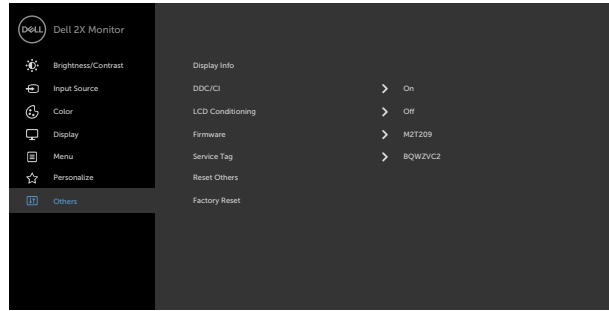 DELL Dell 2X Monitor
Brightness/Contrast
Display Info
Input Source
DDC/CI On
Color
LCD Conditioning Off
Display
Firmware M2T209
Menu
Service Tag BQWZVC2
Personalize
Reset Others
Others
Factory Reset